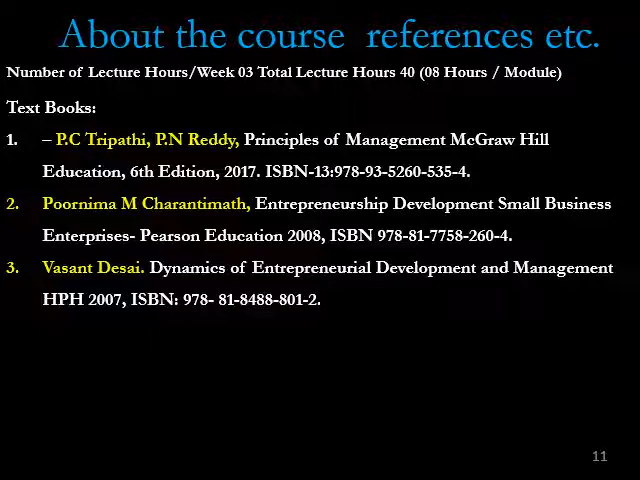 About the course references etc.
Number of Lecture Hours/Week 03 Total Lecture Hours 40 (08 Hours / Module)
Text Books:
1. – P.C Tripathi, P.N Reddy, Principles of Management McGraw Hill
Education, 6th Edition, 2017. ISBN-13:978-93-5260-535-4.
2. Poornima M Charantimath, Entrepreneurship Development Small Business
Enterprises- Pearson Education 2008, ISBN 978-81-7758-260-4.
3. Vasant Desai. Dynamics of Entrepreneurial Development and Management
HPH 2007, ISBN: 978- 81-8488-801-2.
11